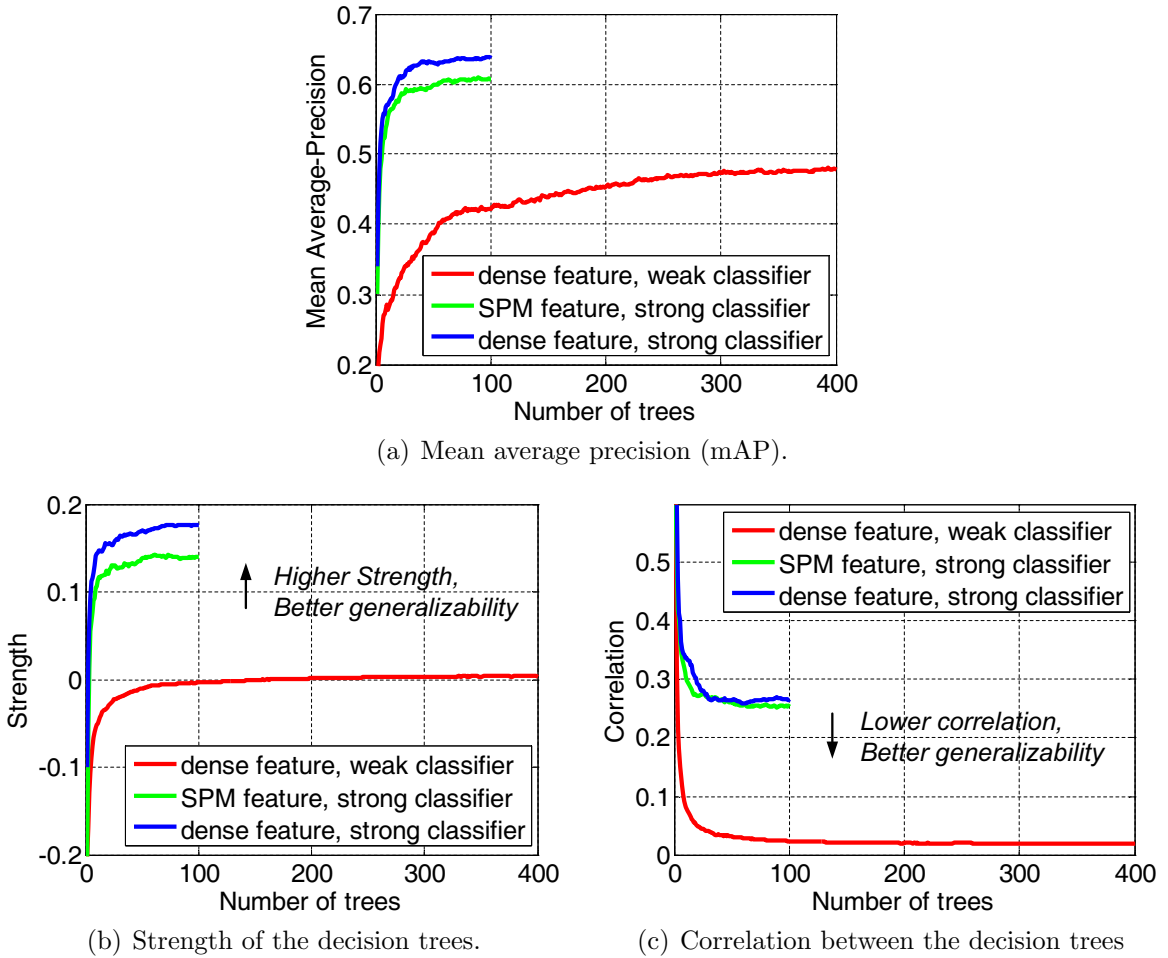 0.7
0.6
0.5
0.4
0.3
0.2
Mean Average-Precision
dense feature, weak classifier
SPM feature, strong classifier
dense feature, strong classifier
0 100 200 300 400
Number of trees
(a) Mean average precision (mAP).
0.2
0.1
0
-0.1
-0.2
Strength
Higher Strength,
Better generalizability
dense feature, weak classifier
SPM feature, strong classifier
dense feature, strong classifier
0 100 200 300 400
Number of trees
(b) Strength of the decision trees.
0.5
0.4
0.3
0.2
0.1
0
Correlation
dense feature, weak classifier
SPM feature, strong classifier
dense feature, strong classifier
Lower correlation,
Better generalizability
0 100 200 300 400
Number of trees
(c) Correlation between the decision trees